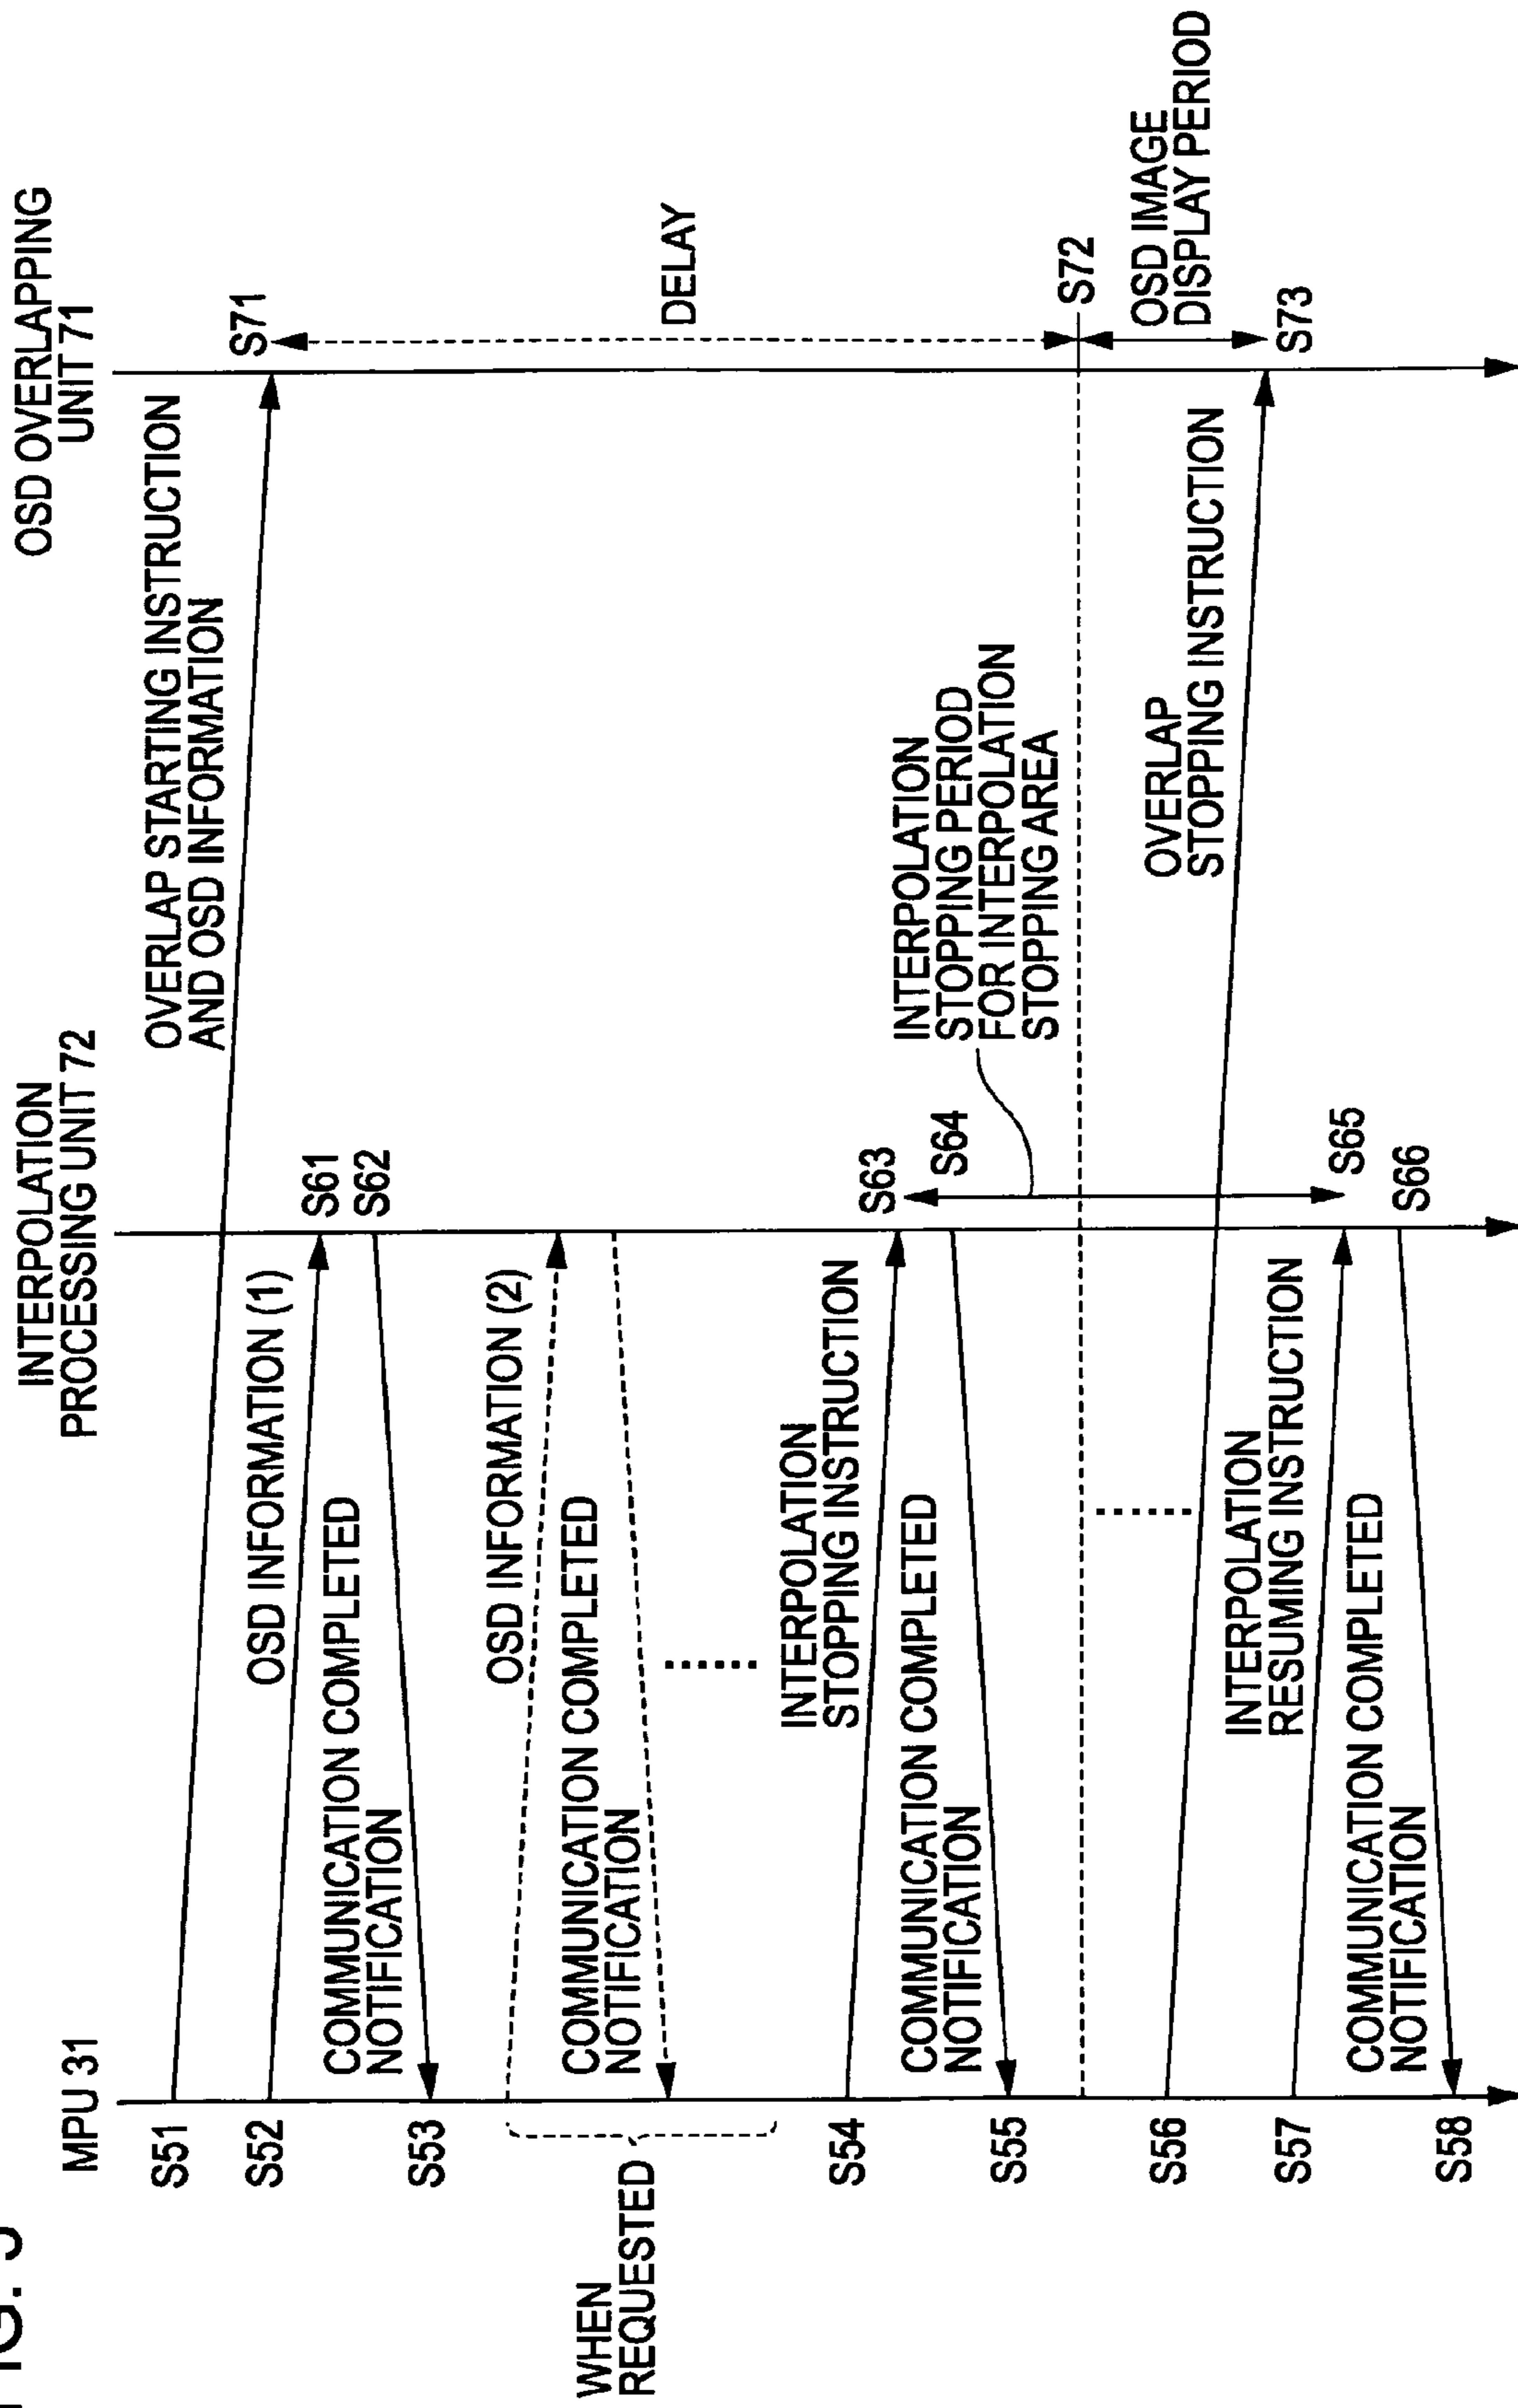 MPU 31
INTERPOLATION
PROCESSING UNIT 72
OSD OVERLAPPING
UNIT 71
S51
OVERLAP STARTING INSTRUCTION
AND OSD INFORMATION
S71
S52
OSD INFORMATION (1)
S61
COMMUNICATION COMPLETED
NOTIFICATION
S62
S53
WHEN
REQUESTED
OSD INFORMATION (2)
COMMUNICATION COMPLETED
NOTIFICATION
DELAY
S54
INTERPOLATION
STOPPING INSTRUCTION
S63
COMMUNICATION COMPLETED
NOTIFICATION
S64
S55
INTERPOLATION
STOPPING PERIOD
FOR INTERPOLATION
STOPPING AREA
S72
OSD IMAGE
DISPLAY PERIOD
S56
OVERLAP
STOPPING INSTRUCTION
S73
S57
INTERPOLATION
RESUMING INSTRUCTION
S65
COMMUNICATION COMPLETED
NOTIFICATION
S66
S58